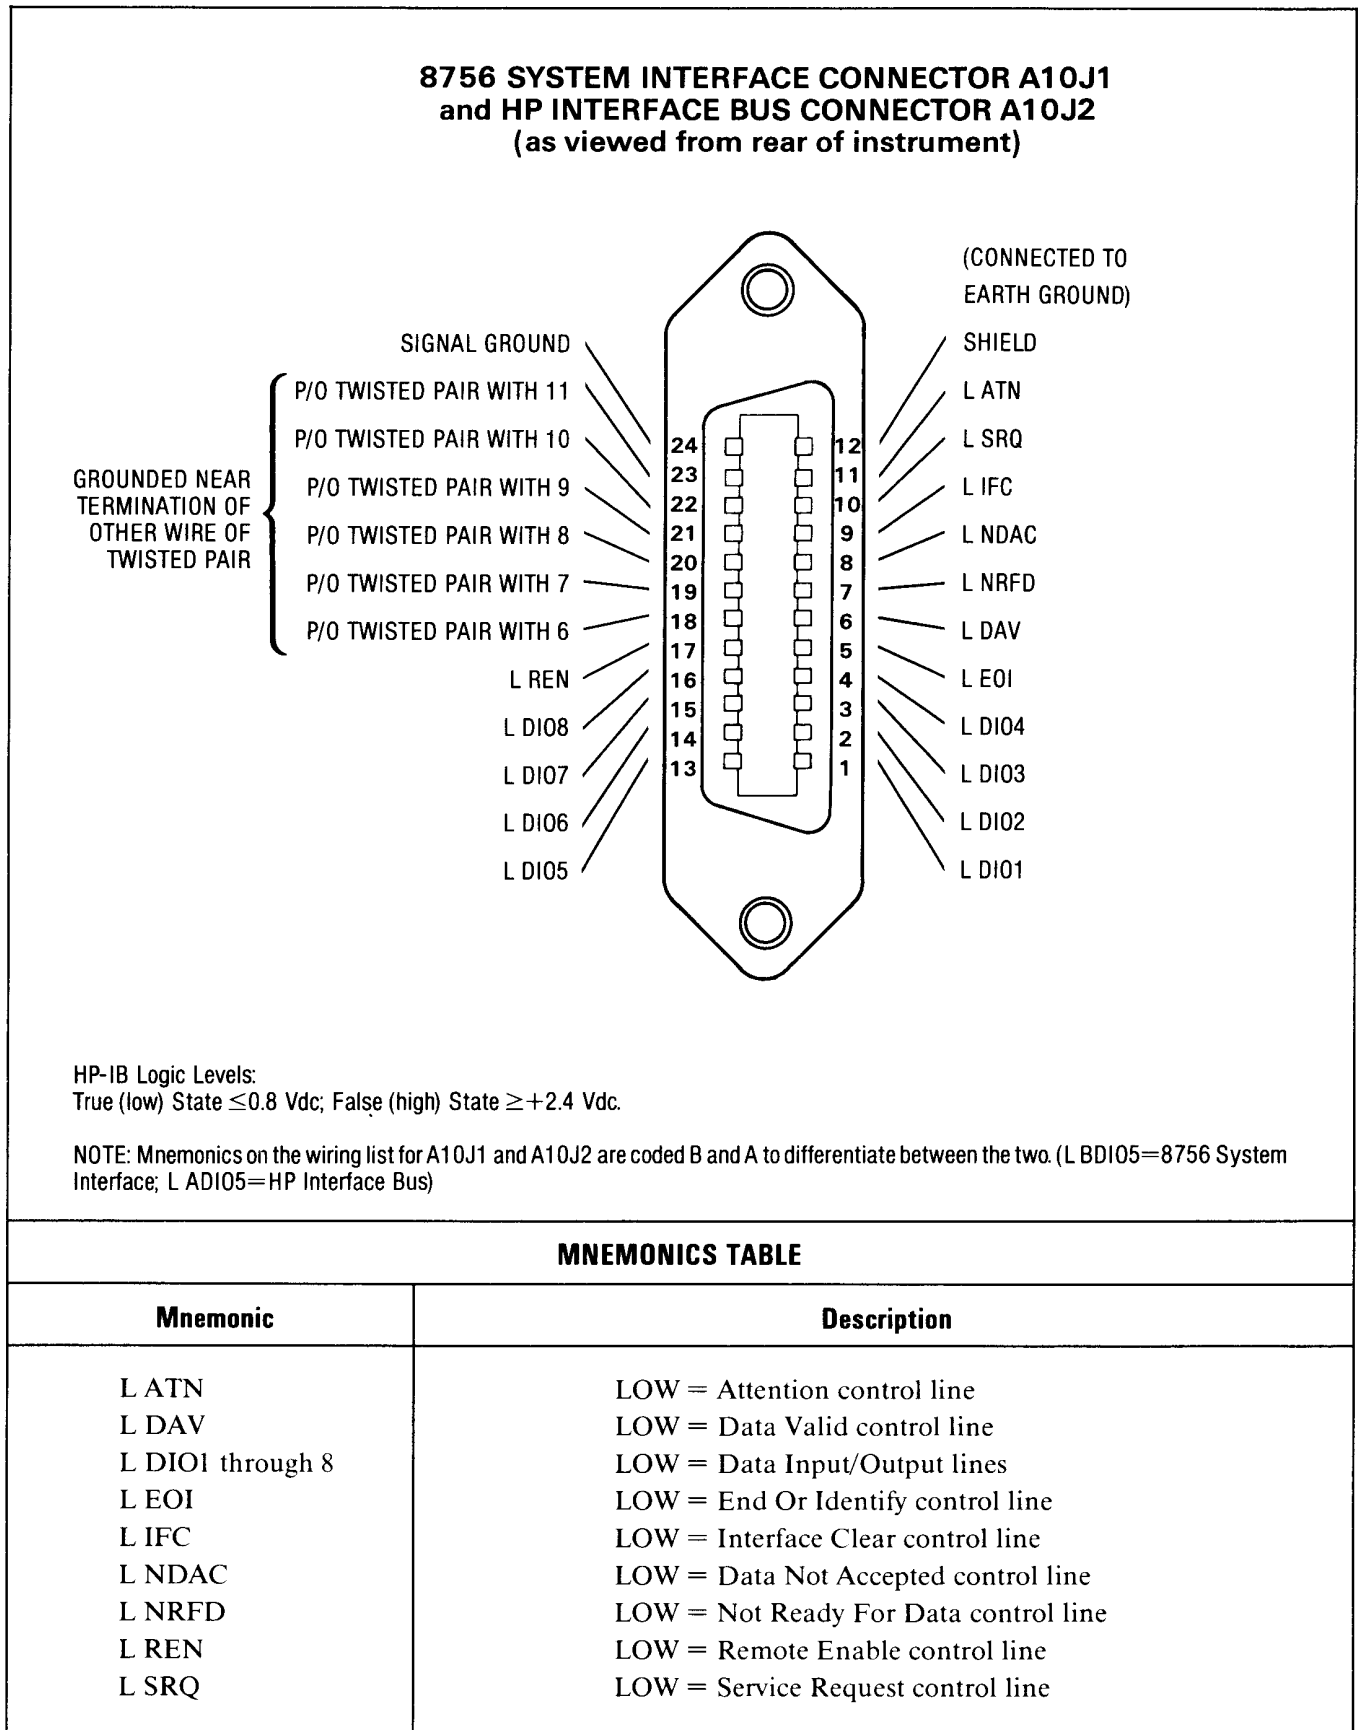 8756 SYSTEM INTERFACE CONNECTOR A10J1
and HP INTERFACE BUS CONNECTOR A10J2
(as viewed from rear of instrument)
(CONNECTED TO
EARTH GROUND)
SIGNAL GROUND
P/O TWISTED PAIR WITH 11
P/O TWISTED PAIR WITH 10
P/O TWISTED PAIR WITH 9
P/O TWISTED PAIR WITH 8
P/O TWISTED PAIR WITH 7
P/O TWISTED PAIR WITH 6
GROUNDED NEAR
TERMINATION OF
OTHER WIRE OF
TWISTED PAIR
L REN
L DIO8
L DIO7
L DIO6
L DIO5
24
23
22
21
20
19
18
17
16
15
14
13
12
11
10
9
8
7
6
5
4
3
2
1
SHIELD
L ATN
L SRQ
L IFC
L NDAC
L NRFD
L DAV
L EOI
L DIO4
L DIO3
L DIO2
L DIO1
HP-IB Logic Levels:
True (low) State ≤0.8 Vdc; False (high) State ≥+2.4 Vdc.
NOTE: Mnemonics on the wiring list for A10J1 and A10J2 are coded B and A to differentiate between the two. (L BDIO5=8756 System
Interface; L ADIO5=HP Interface Bus)
MNEMONICS TABLE
Mnemonic Description
L ATN LOW = Attention control line
L DAV LOW = Data Valid control line
L DIO1 through 8 LOW = Data Input/Output lines
L EOI LOW = End Or Identify control line
L IFC LOW = Interface Clear control line
L NDAC LOW = Data Not Accepted control line
L NRFD LOW = Not Ready For Data control line
L REN LOW = Remote Enable control line
L SRQ LOW = Service Request control line